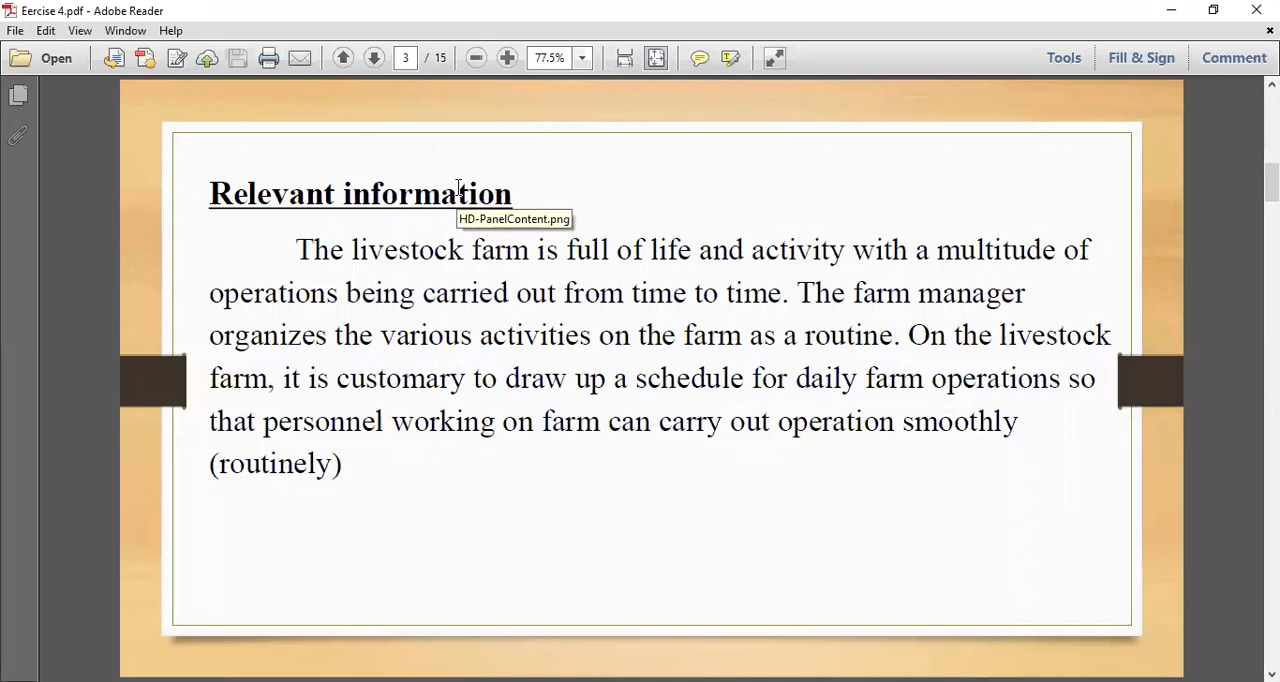 Eercise 4.pdf - Adobe Reader
File Edit View Window Help
Open 3 / 15 77.5% Tools Fill & Sign Comment
Relevant information
HD-PanelContent.png
The livestock farm is full of life and activity with a multitude of
operations being carried out from time to time. The farm manager
organizes the various activities on the farm as a routine. On the livestock
farm, it is customary to draw up a schedule for daily farm operations so
that personnel working on farm can carry out operation smoothly
(routinely)